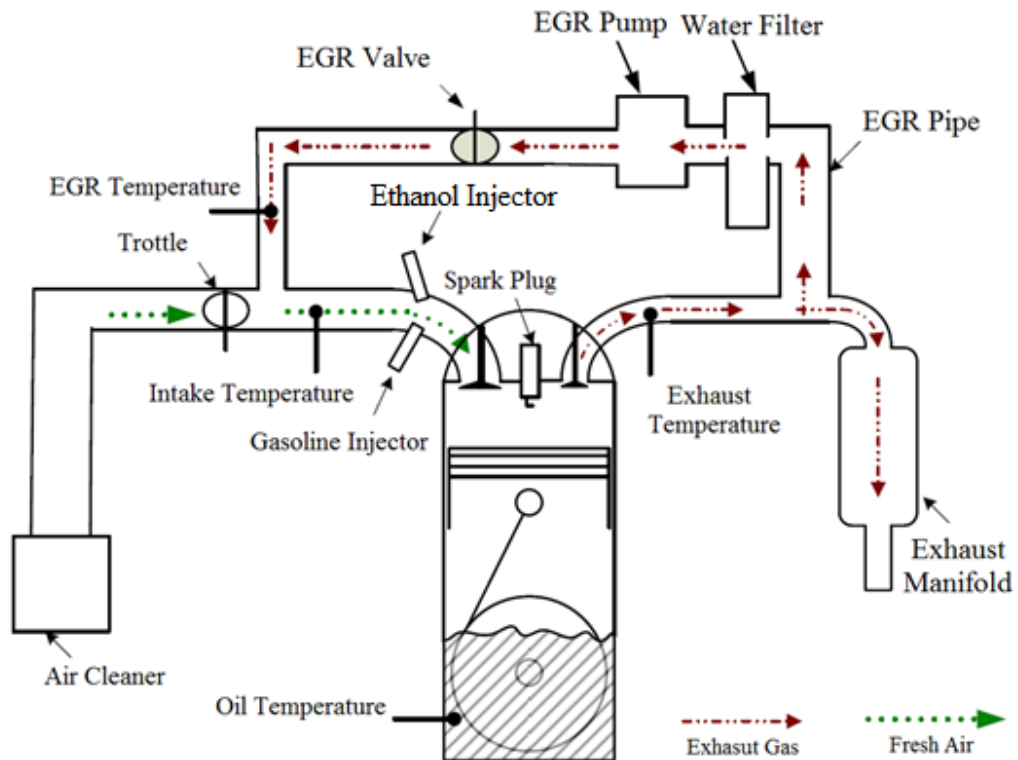 EGR Pump
Water Filter
EGR Valve
EGR Pipe
EGR Temperature
Ethanol Injector
Trottle
Spark Plug
Intake Temperature
Exhaust
Temperature
Gasoline Injector
Exhaust
Manifold
Air Cleaner
Oil Temperature
Exhasut Gas
Fresh Air